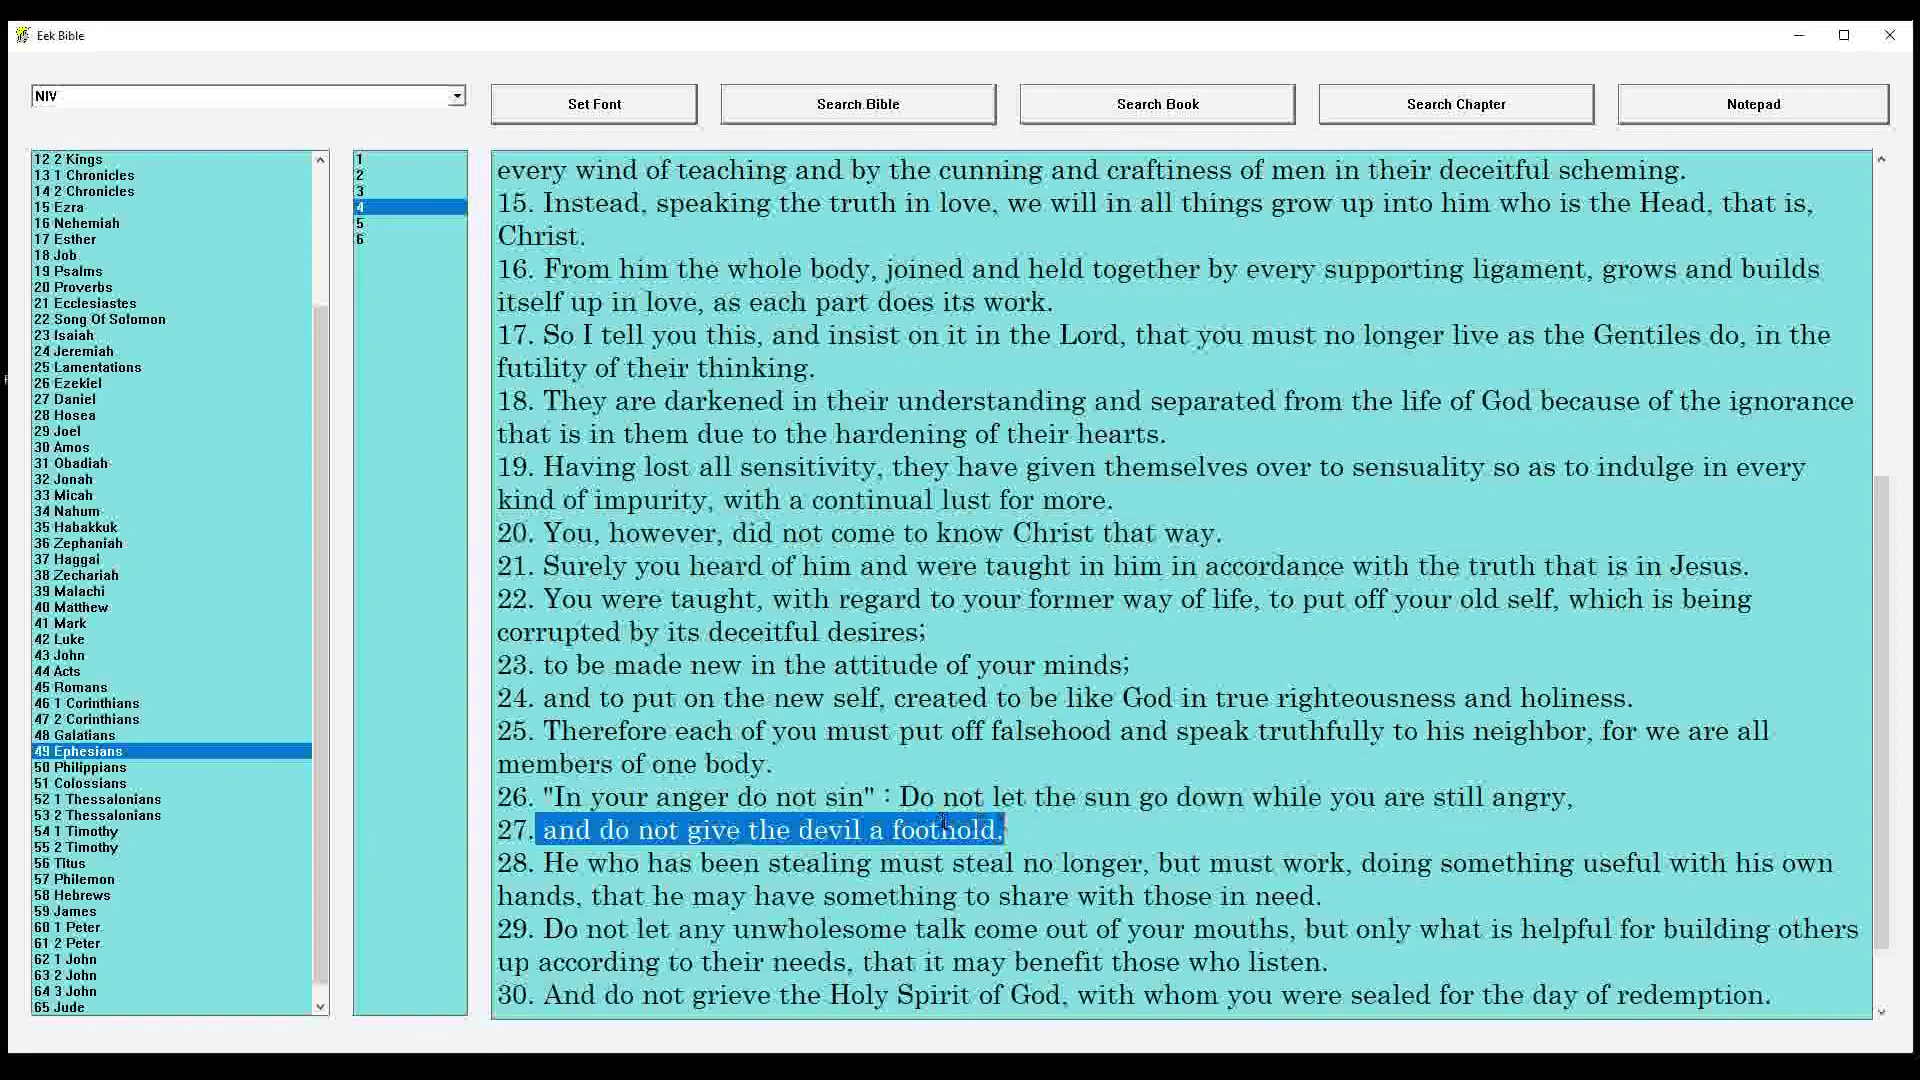 Eek Bible
NIV
Set Font
Search Bible
Search Book
Search Chapter
Notepad
12 2 Kings
13 1 Chronicles
14 2 Chronicles
15 Ezra
16 Nehemiah
17 Esther
18 Job
19 Psalms
20 Proverbs
21 Ecclesiastes
22 Song Of Solomon
23 Isaiah
24 Jeremiah
25 Lamentations
26 Ezekiel
27 Daniel
28 Hosea
29 Joel
30 Amos
31 Obadiah
32 Jonah
33 Micah
34 Nahum
35 Habakkuk
36 Zephaniah
37 Haggai
38 Zechariah
39 Malachi
40 Matthew
41 Mark
42 Luke
43 John
44 Acts
45 Romans
46 1 Corinthians
47 2 Corinthians
48 Galatians
49 Ephesians
50 Philippians
51 Colossians
52 1 Thessalonians
53 2 Thessalonians
54 1 Timothy
55 2 Timothy
56 Titus
57 Philemon
58 Hebrews
59 James
60 1 Peter
61 2 Peter
62 1 John
63 2 John
64 3 John
65 Jude
1
2
3
4
5
6
every wind of teaching and by the cunning and craftiness of men in their deceitful scheming.
15. Instead, speaking the truth in love, we will in all things grow up into him who is the Head, that is,
Christ.
16. From him the whole body, joined and held together by every supporting ligament, grows and builds
itself up in love, as each part does its work.
17. So I tell you this, and insist on it in the Lord, that you must no longer live as the Gentiles do, in the
futility of their thinking.
18. They are darkened in their understanding and separated from the life of God because of the ignorance
that is in them due to the hardening of their hearts.
19. Having lost all sensitivity, they have given themselves over to sensuality so as to indulge in every
kind of impurity, with a continual lust for more.
20. You, however, did not come to know Christ that way.
21. Surely you heard of him and were taught in him in accordance with the truth that is in Jesus.
22. You were taught, with regard to your former way of life, to put off your old self, which is being
corrupted by its deceitful desires;
23. to be made new in the attitude of your minds;
24. and to put on the new self, created to be like God in true righteousness and holiness.
25. Therefore each of you must put off falsehood and speak truthfully to his neighbor, for we are all
members of one body.
26. "In your anger do not sin" : Do not let the sun go down while you are still angry,
27. and do not give the devil a foothold.
28. He who has been stealing must steal no longer, but must work, doing something useful with his own
hands, that he may have something to share with those in need.
29. Do not let any unwholesome talk come out of your mouths, but only what is helpful for building others
up according to their needs, that it may benefit those who listen.
30. And do not grieve the Holy Spirit of God, with whom you were sealed for the day of redemption.